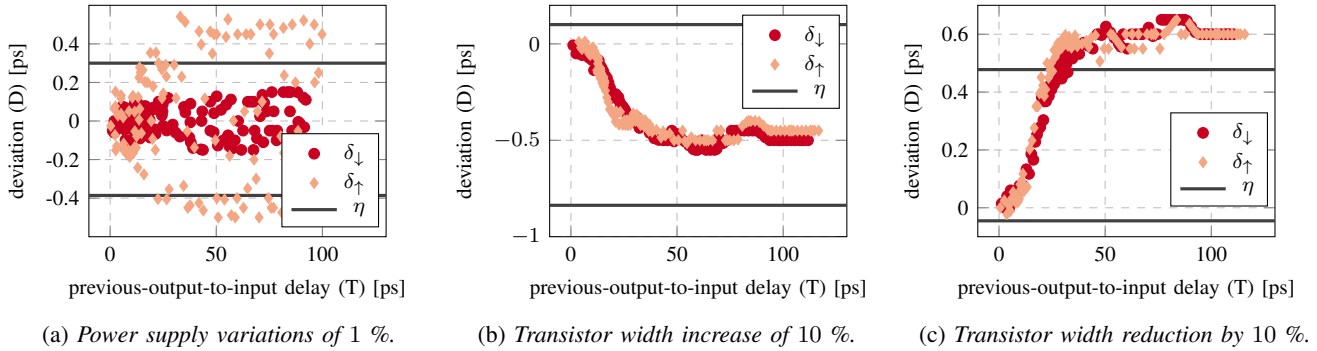 deviation (D) [ps]
0.4
0.2
0
-0.2
-0.4
0
50
100
δ↓
δ↑
η
previous-output-to-input delay (T) [ps]
(a) Power supply variations of 1 %.
deviation (D) [ps]
0
−0.5
−1
0
50
100
δ↓
δ↑
η
previous-output-to-input delay (T) [ps]
(b) Transistor width increase of 10 %.
deviation (D) [ps]
0.6
0.4
0.2
0
0
50
100
δ↓
δ↑
η
previous-output-to-input delay (T) [ps]
(c) Transistor width reduction by 10 %.